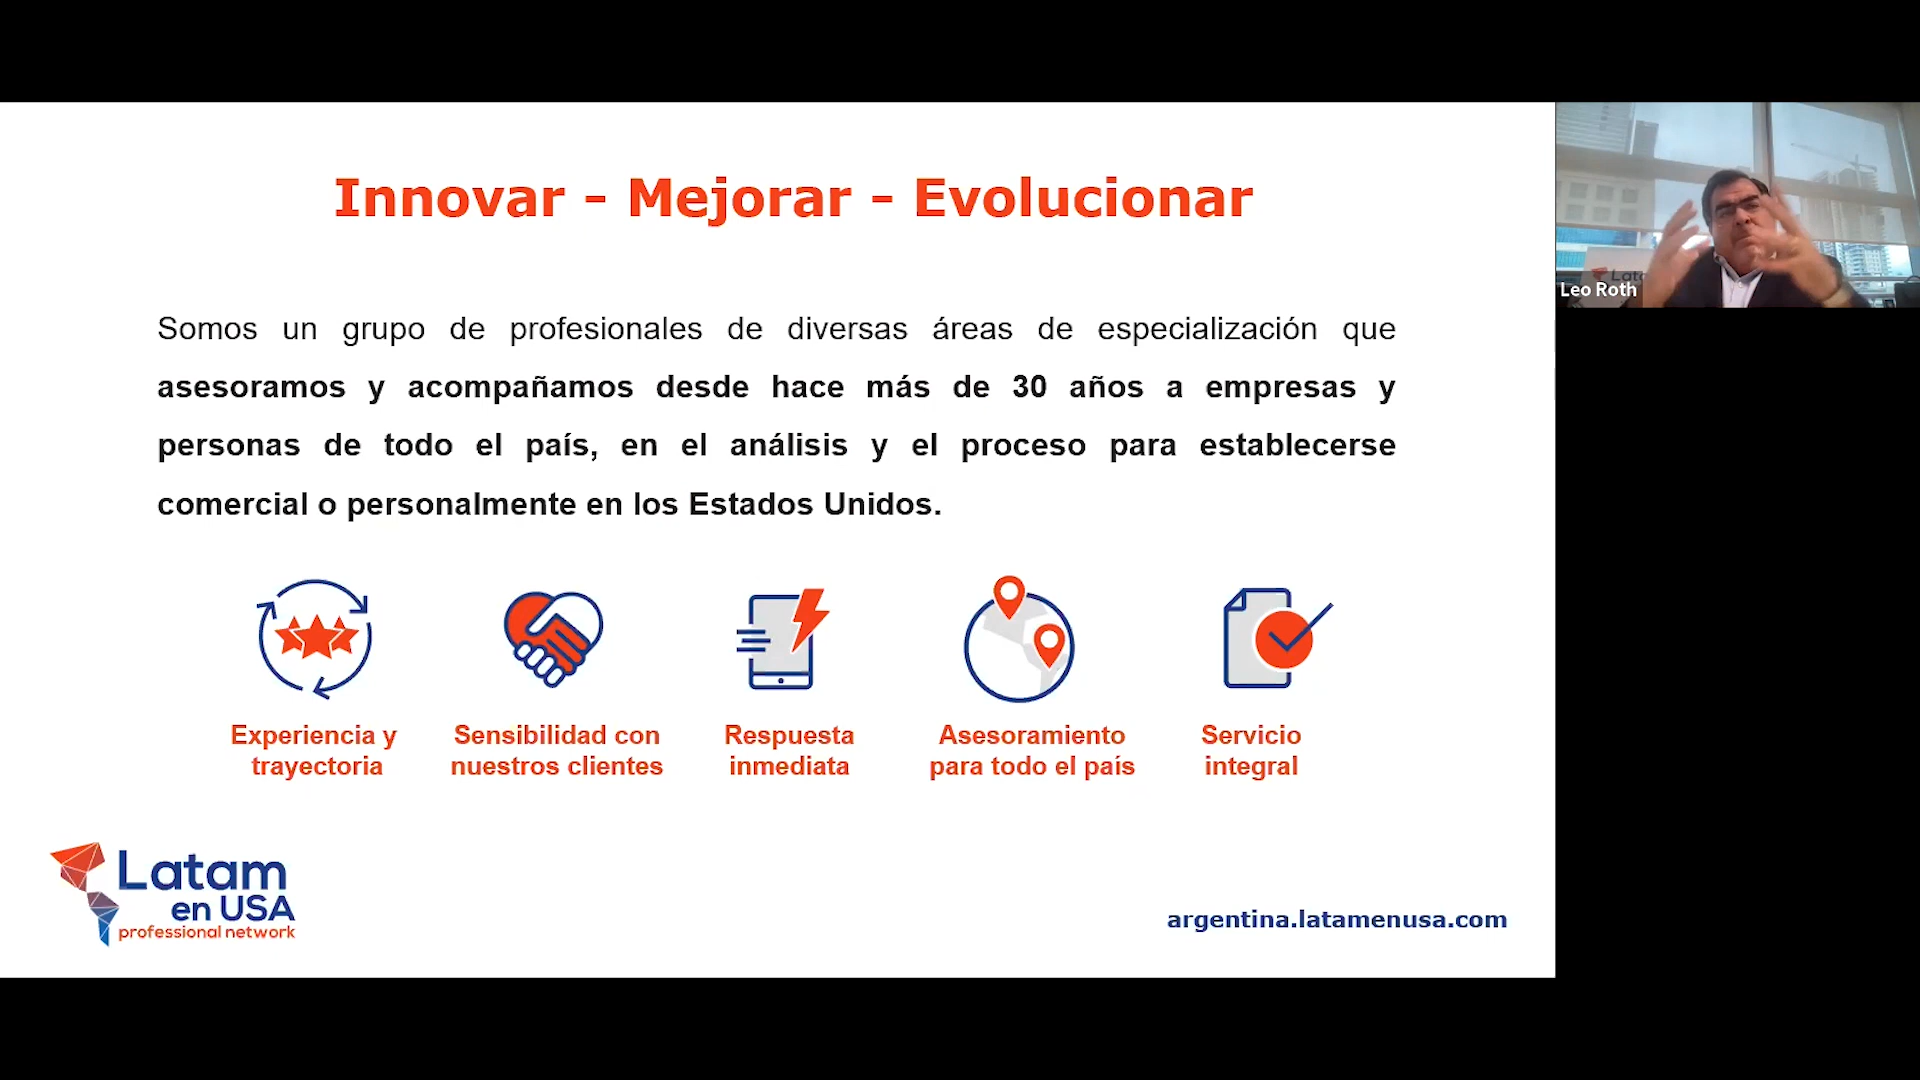 Innovar - Mejorar - Evolucionar
Somos un grupo de profesionales de diversas áreas de especialización que
asesoramos y acompañamos desde hace más de 30 años a empresas y
personas de todo el país, en el análisis y el proceso para establecerse
comercial o personalmente en los Estados Unidos.
Experiencia y
trayectoria
Sensibilidad con
nuestros clientes
Respuesta
inmediata
Asesoramiento
para todo el país
Servicio
integral
Latam
en USA
professional network
argentina.latamenusa.com
Leo Roth